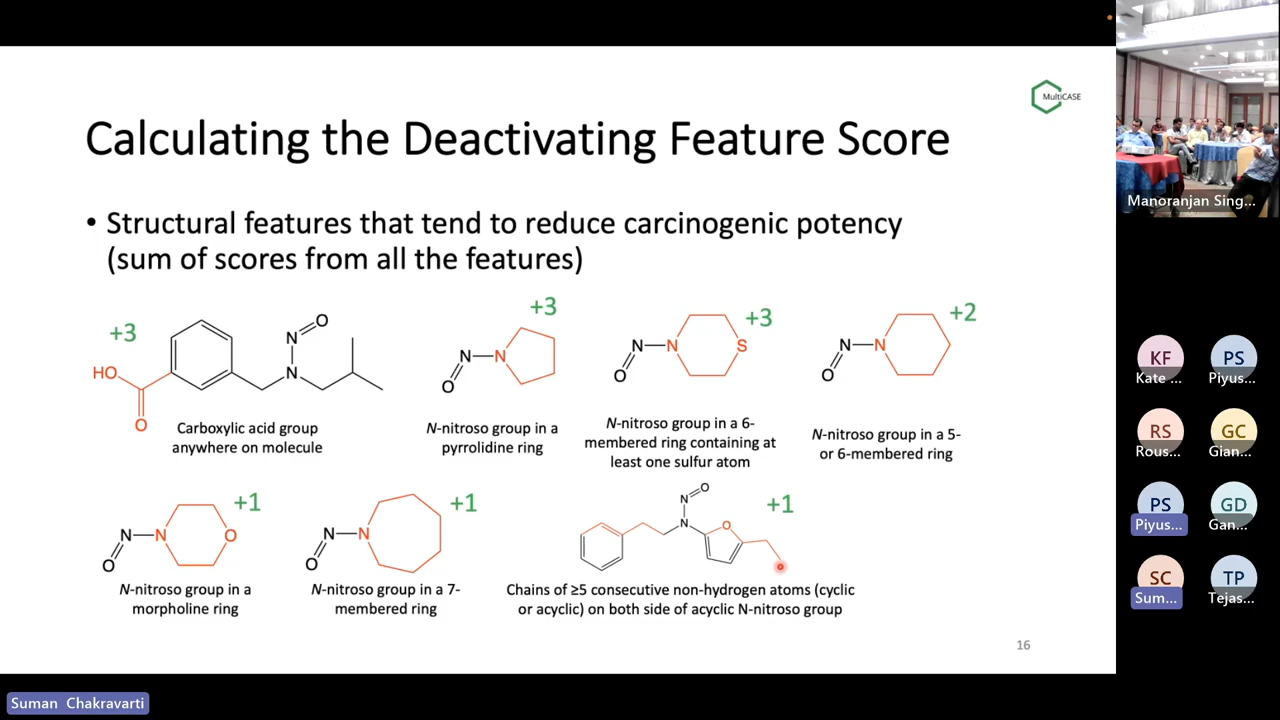 MultiCASE
Calculating the Deactivating Feature Score
• Structural features that tend to reduce carcinogenic potency
(sum of scores from all the features)
+3
HO
O
N
O
N
Carboxylic acid group
anywhere on molecule
+3
O
N
N
N-nitroso group in a
pyrrolidine ring
+3
O
N
N
S
N-nitroso group in a 6-
membered ring containing at
least one sulfur atom
+2
O
N
N
N-nitroso group in a 5-
or 6-membered ring
+1
O
N
N
O
N-nitroso group in a
morpholine ring
+1
O
N
N
N-nitroso group in a 7-
membered ring
+1
N
O
N
O
Chains of ≥5 consecutive non-hydrogen atoms (cyclic
or acyclic) on both side of acyclic N-nitroso group
16
Manoranjan Sing...
KF
Kate ...
PS
Piyus...
RS
Rous...
GC
Gian...
PS
Piyus...
GD
Gan...
SC
Sum...
TP
Tejas...
Suman Chakravarti